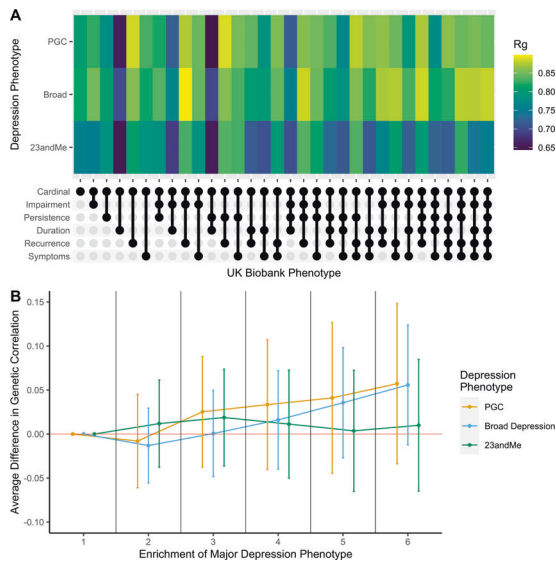 A
Depression Phenotype
PGC
Broad
23andMe
Rg
0.85
0.80
0.75
0.70
0.65
Cardinal
Impairment
Persistence
Duration
Recurrence
Symptoms
UK Biobank Phenotype
B
Average Difference in Genetic Correlation
0.15
0.10
0.05
0.00
-0.05
-0.10
1 2 3 4 5 6
Enrichment of Major Depression Phenotype
Depression
Phenotype
PGC
Broad Depression
23andMe